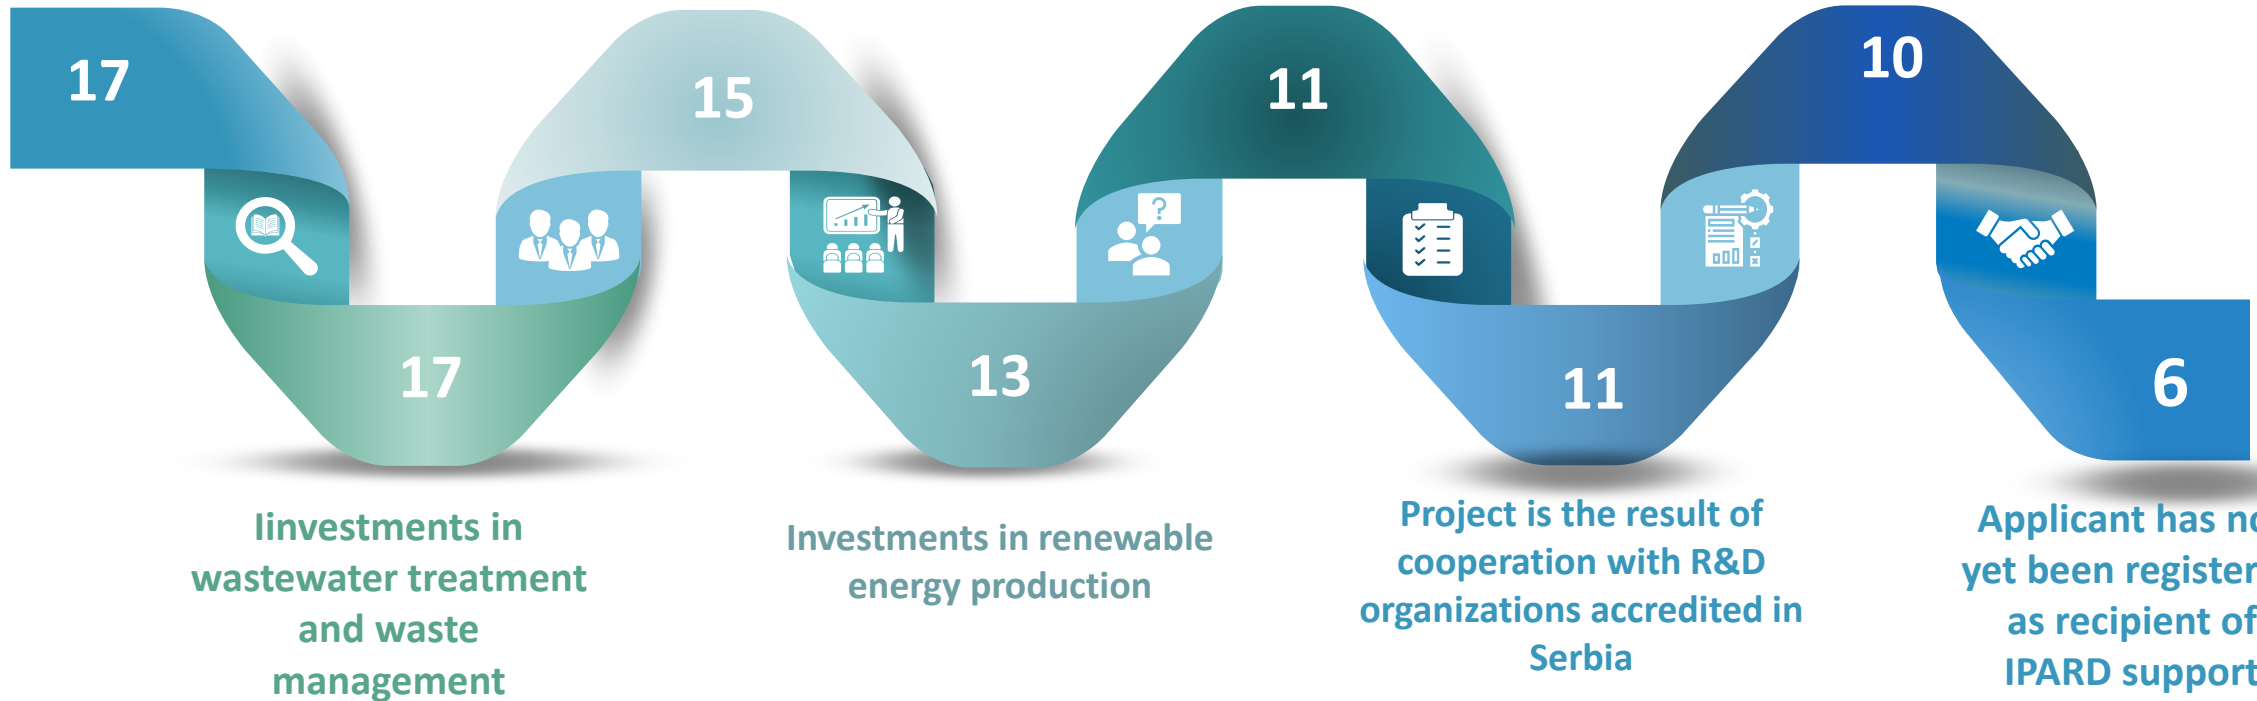 17
15
11
10
17
13
11
6
Iinvestments in
wastewater treatment
and waste
management
Investments in renewable
energy production
Project is the result of
cooperation with R&D
organizations accredited in
Serbia
Applicant has
yet been
as recipient of
IPARD support